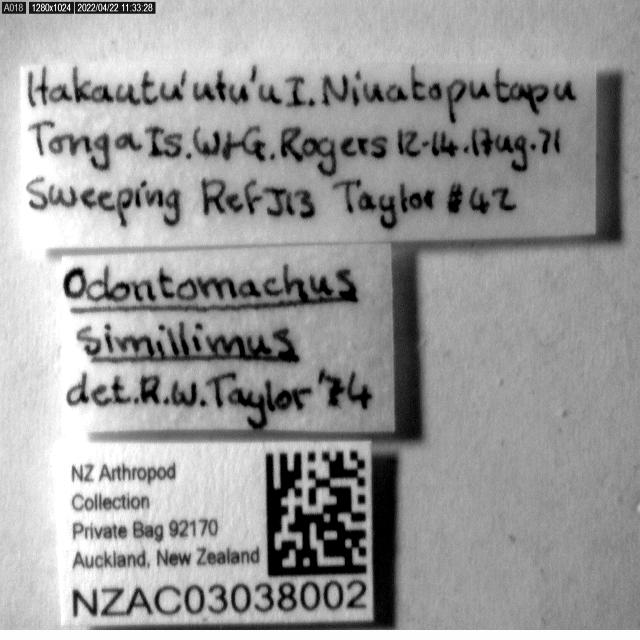 A018 1280x1024 2022/04/22 11:33:28
Hakautu'utu'u I. Niuatoputapu
Tonga Is. W+G. Rogers 12-14.Aug.71
Sweeping Ref J13 Taylor #42
Odontomachus
simillimus
det. R.W. Taylor '74
NZ Arthropod
Collection
Private Bag 92170
Auckland, New Zealand
NZAC03038002